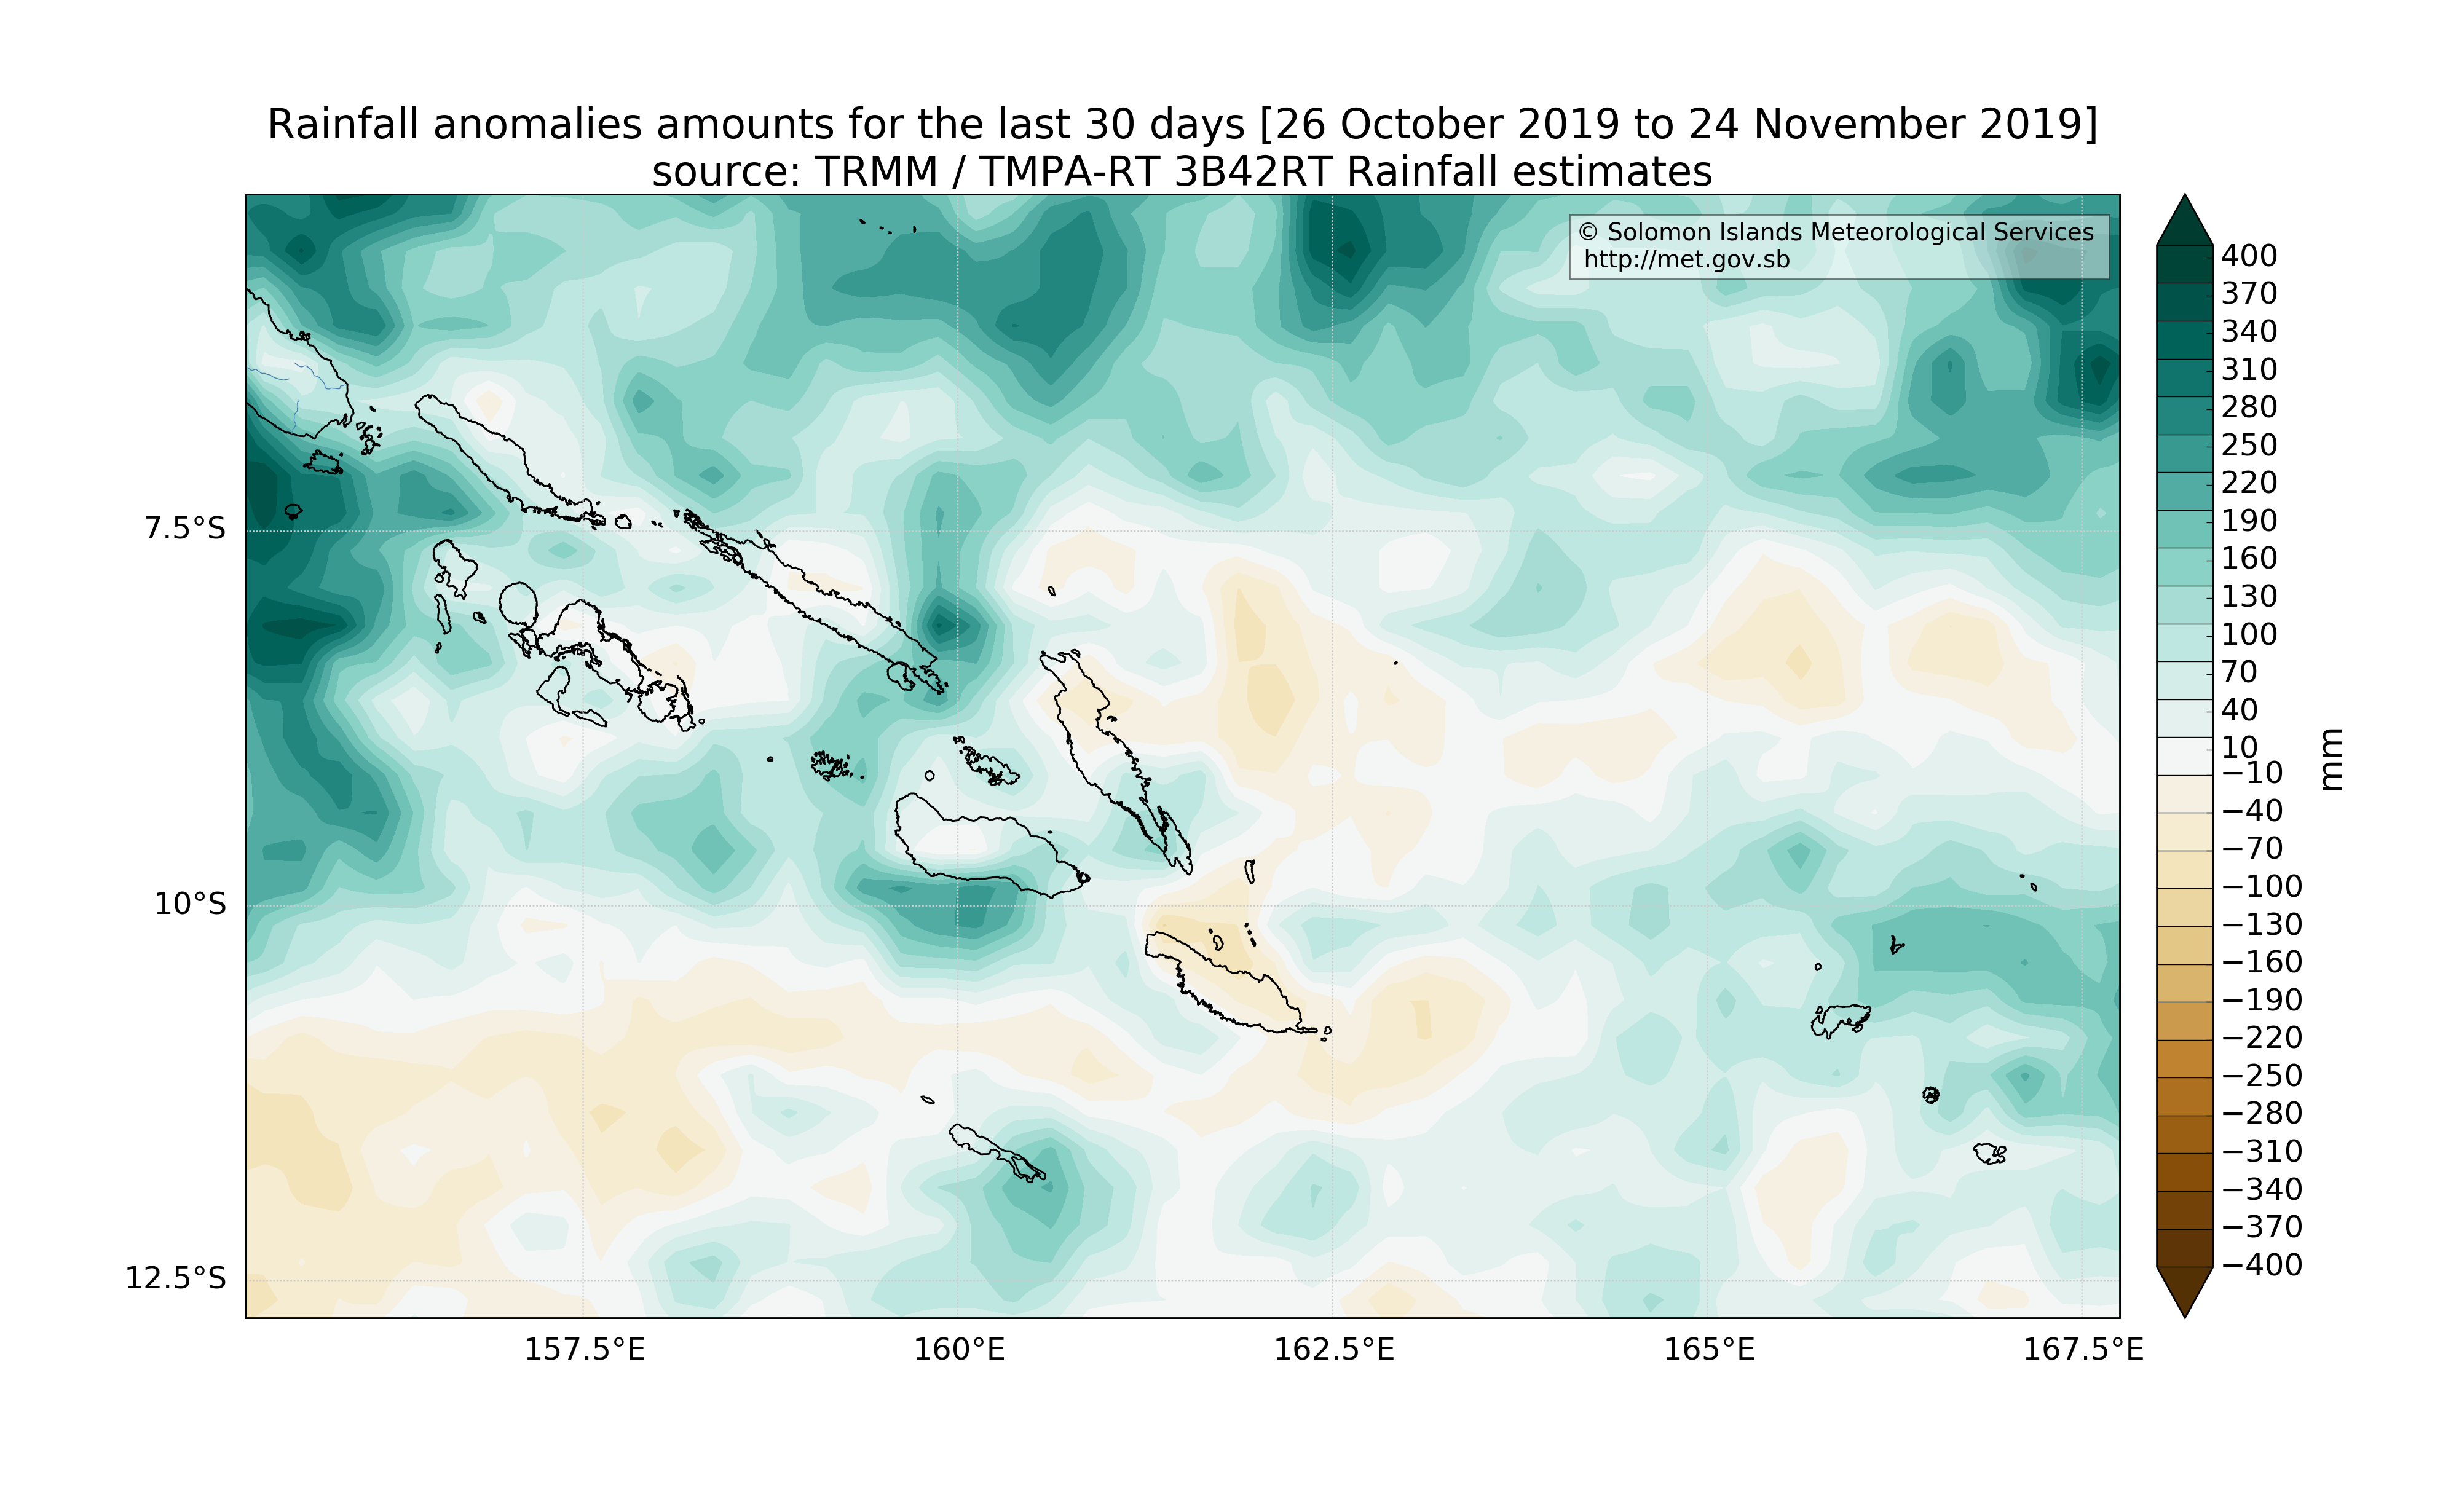 Rainfall anomalies amounts for the last 30 days [26 October 2019 to 24 November 2019]
source: TRMM / TMPA-RT 3B42RT Rainfall estimates
© Solomon Islands Meteorological Services
http://met.gov.sb
7.5°S
10°S
12.5°S
157.5°E
160°E
162.5°E
165°E
167.5°E
400
370
340
310
280
250
220
190
160
130
100
70
40
10
−10
−40
−70
−100
−130
−160
−190
−220
−250
−280
−310
−340
−370
−400
mm